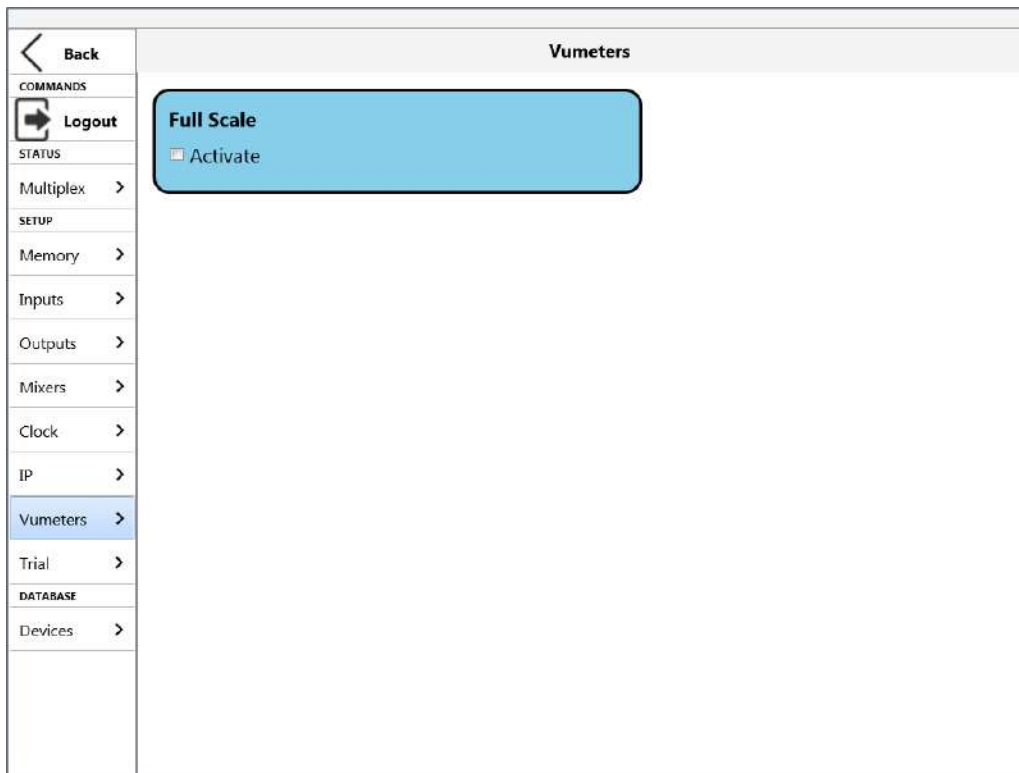 Back
Vumeters
COMMANDS
Logout
Full Scale
Activate
STATUS
Multiplex
SETUP
Memory
Inputs
Outputs
Mixers
Clock
IP
Vumeters
Trial
DATABASE
Devices